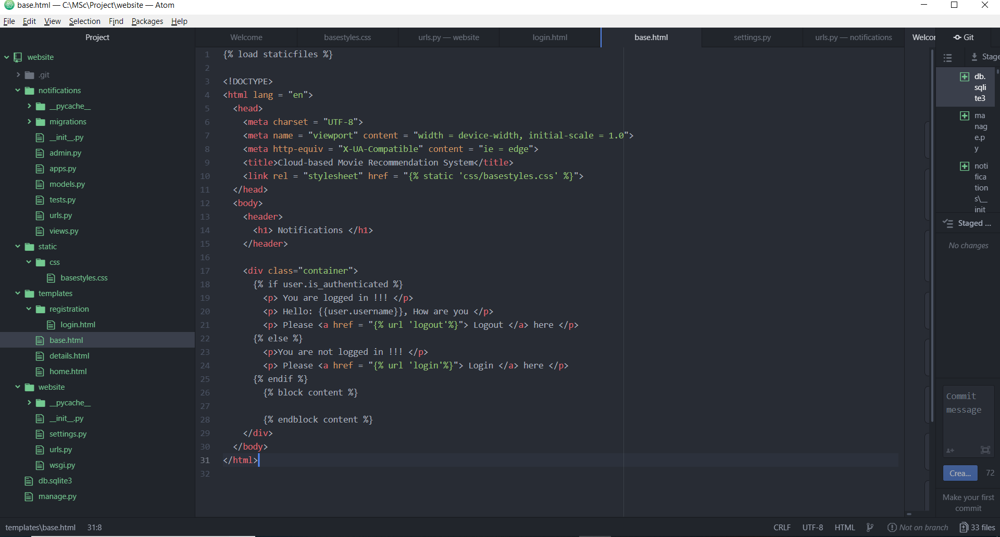 base.html — C:\MSc\Project\website — Atom
File Edit View Selection Find Packages Help
Project
website
.git
notifications
__pycache__
migrations
__init__.py
admin.py
apps.py
models.py
tests.py
urls.py
views.py
static
css
basestyles.css
templates
registration
login.html
base.html
details.html
home.html
website
__pycache__
__init__.py
settings.py
urls.py
wsgi.py
db.sqlite3
manage.py
Welcome basestyles.css urls.py — website login.html base.html settings.py urls.py — notifications
1 {% load staticfiles %}
2
3 <!DOCTYPE>
4 <html lang = "en">
5 <head>
6 <meta charset = "UTF-8">
7 <meta name = "viewport" content = "width = device-width, initial-scale = 1.0">
8 <meta http-equiv = "X-UA-Compatible" content = "ie = edge">
9 <title>Cloud-based Movie Recommendation System</title>
10 <link rel = "stylesheet" href = "{% static 'css/basestyles.css' %}">
11 </head>
12 <body>
13 <header>
14 <h1> Notifications </h1>
15 </header>
16
17 <div class="container">
18 {% if user.is_authenticated %}
19 <p> You are logged in !!! </p>
20 <p> Hello: {{user.username}}, How are you </p>
21 <p> Please <a href = "{% url 'logout'%}"> Logout </a> here </p>
22 {% else %}
23 <p>You are not logged in !!! </p>
24 <p> Please <a href = "{% url 'login'%}"> Login </a> here </p>
25 {% endif %}
26 {% block content %}
27
28 {% endblock content %}
29 </div>
30 </body>
31 </html>
32
Welcor
Git
Stage
db.
sqli
te3
ma
nag
e.p
y
noti
fica
tion
s\__
init
Staged ...
No changes
Commit
message
Crea... 72
Make your first
commit
templates\base.html 31:8
CRLF UTF-8 HTML Not on branch 33 files